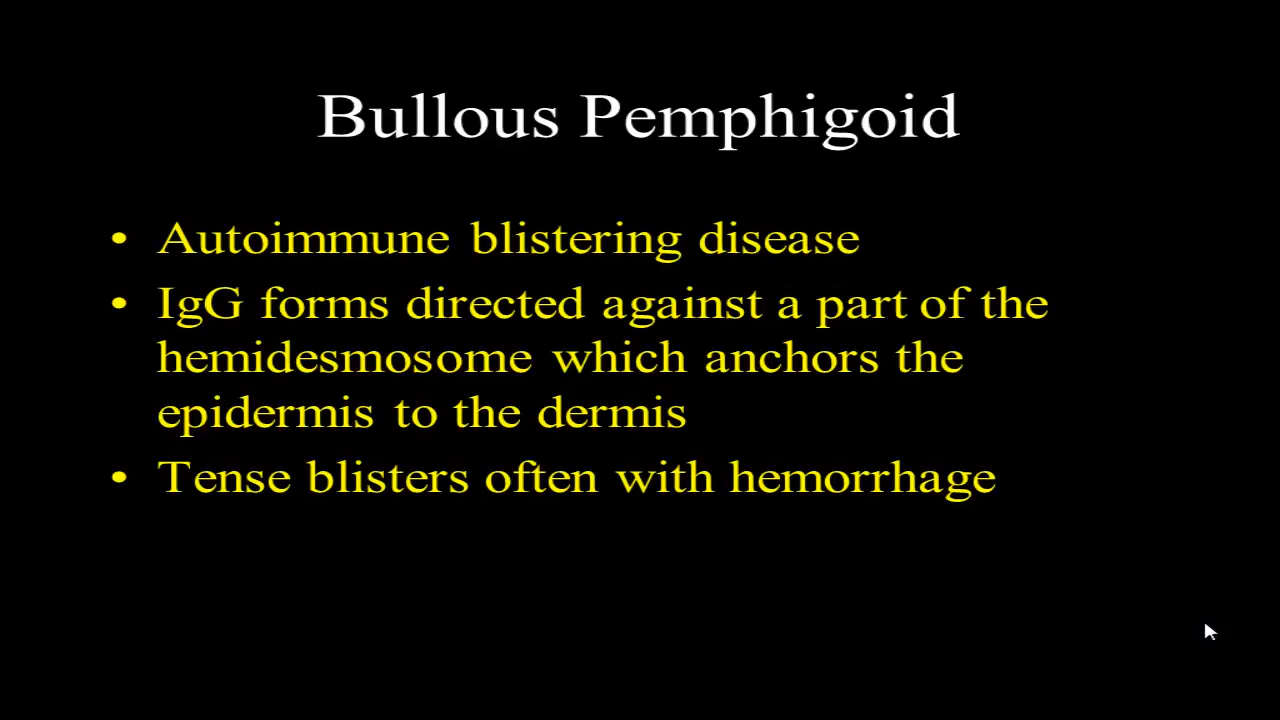 Bullous Pemphigoid
• Autoimmune blistering disease
• IgG forms directed against a part of the
hemidesmosome which anchors the
epidermis to the dermis
• Tense blisters often with hemorrhage